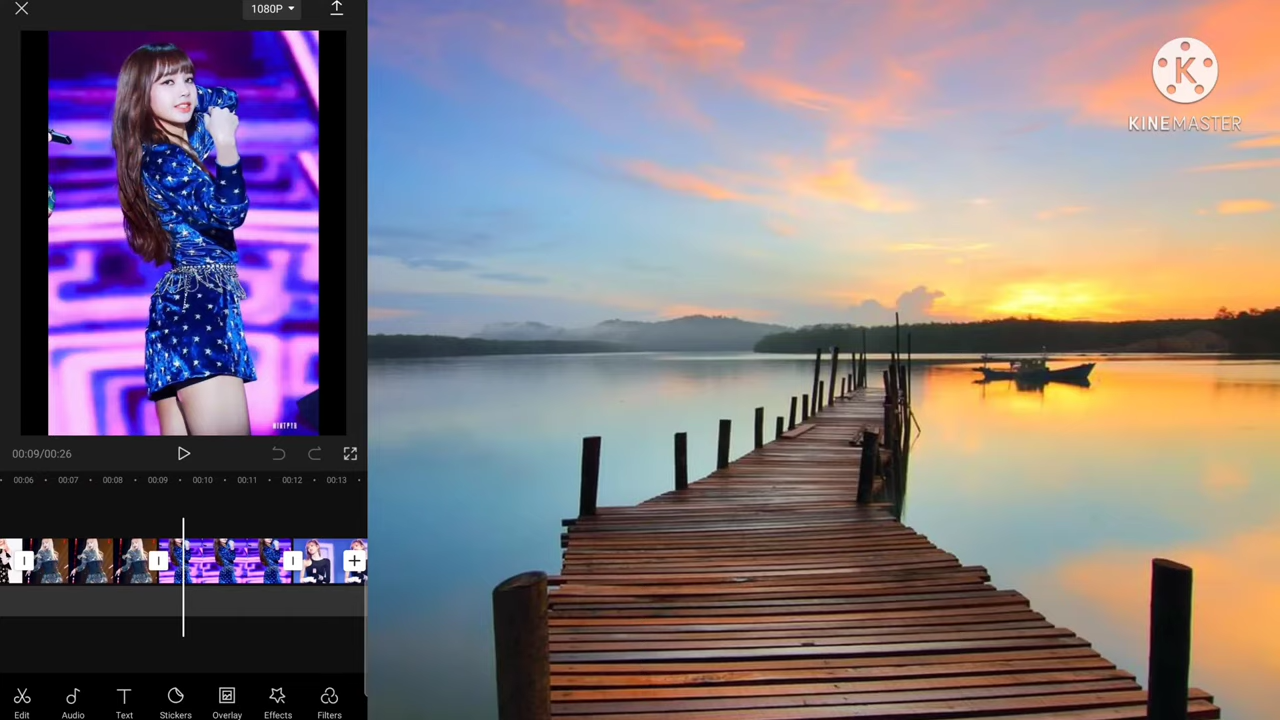 1080P
KINEMASTER
00:09/00:26
00:06 00:07 00:08 00:09 00:10 00:11 00:12 00:13
Edit Audio Text Stickers Overlay Effects Filters